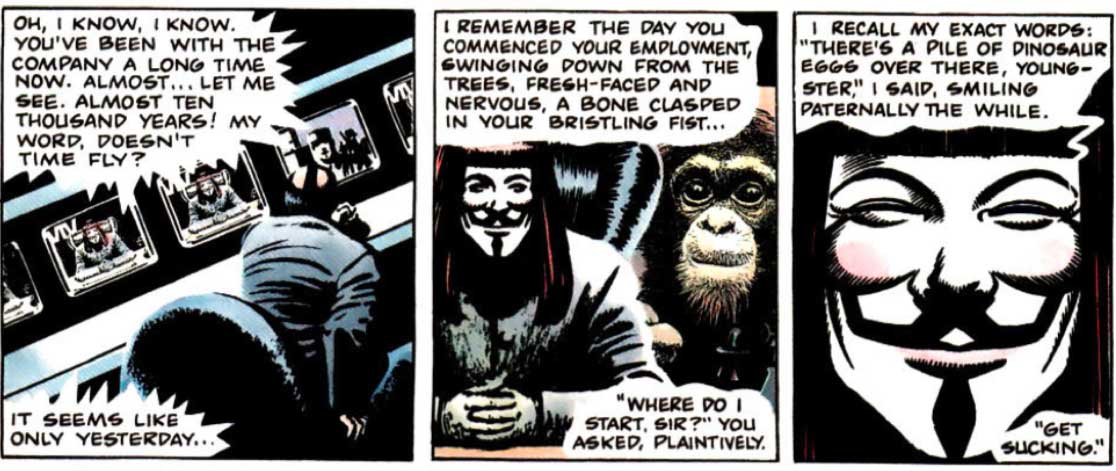 OH, I KNOW, I KNOW.
YOU'VE BEEN WITH THE
COMPANY A LONG TIME
NOW. ALMOST... LET ME
SEE. ALMOST TEN
THOUSAND YEARS! MY
WORD, DOESN'T
TIME FLY?
IT SEEMS LIKE
ONLY YESTERDAY...
I REMEMBER THE DAY YOU
COMMENCED YOUR EMPLOYMENT,
SWINGING DOWN FROM THE
TREES, FRESH-FACED AND
NERVOUS, A BONE CLASPED
IN YOUR BRISTLING FIST...
"WHERE DO I
START, SIR?" YOU
ASKED, PLAINTIVELY.
I RECALL MY EXACT WORDS:
"THERE'S A PILE OF DINOSAUR
EGGS OVER THERE, YOUNG-
STER," I SAID, SMILING
PATERNALLY THE WHILE.
"GET
SUCKING."